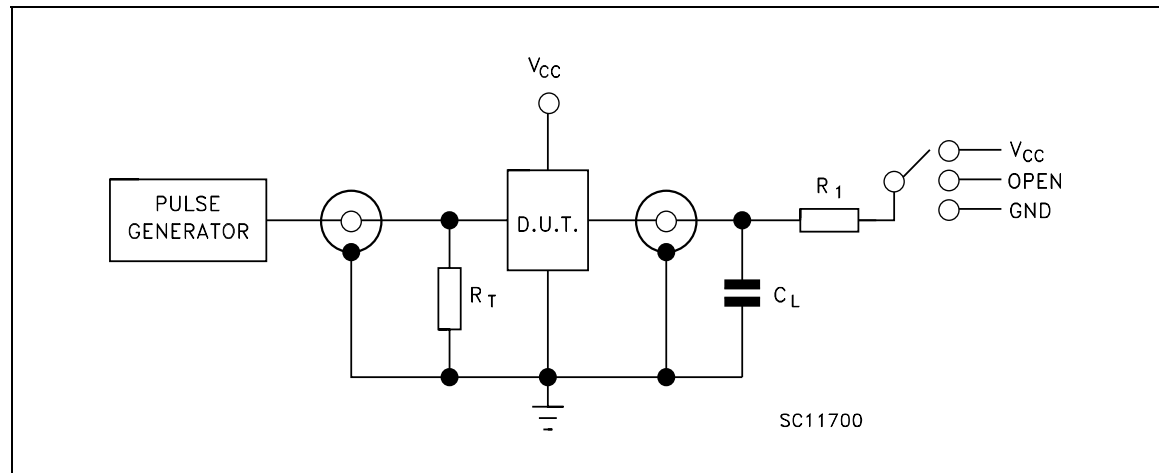 VCC
PULSE
GENERATOR
D.U.T.
RT
CL
R1
VCC
OPEN
GND
SC11700